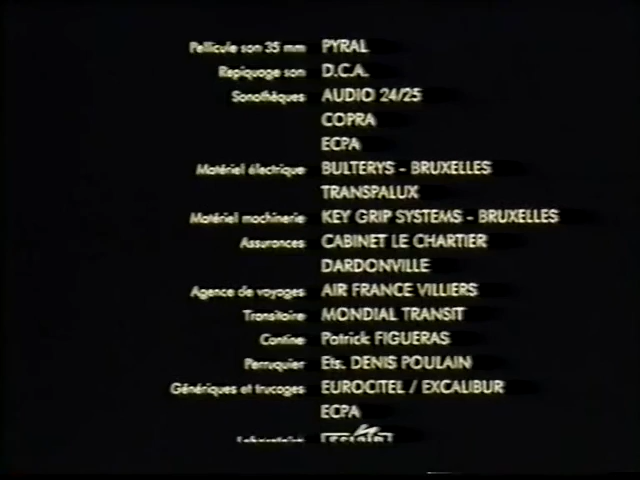 Pellicule son 35 mm PYRAL
Repiquage son D.C.A.
Sonothèques AUDIO 24/25
COPRA
ECPA
Matériel électrique BULTERYS - BRUXELLES
TRANSPALUX
Matériel machinerie KEY GRIP SYSTEMS - BRUXELLES
Assurances CABINET LE CHARTIER
DARDONVILLE
Agence de voyages AIR FRANCE VILLIERS
Transitaire MONDIAL TRANSIT
Cantine Patrick FIGUERAS
Perruquier Ets. DENIS POULAIN
Génériques et trucages EUROCITEL / EXCALIBUR
ECPA
Laboratoire